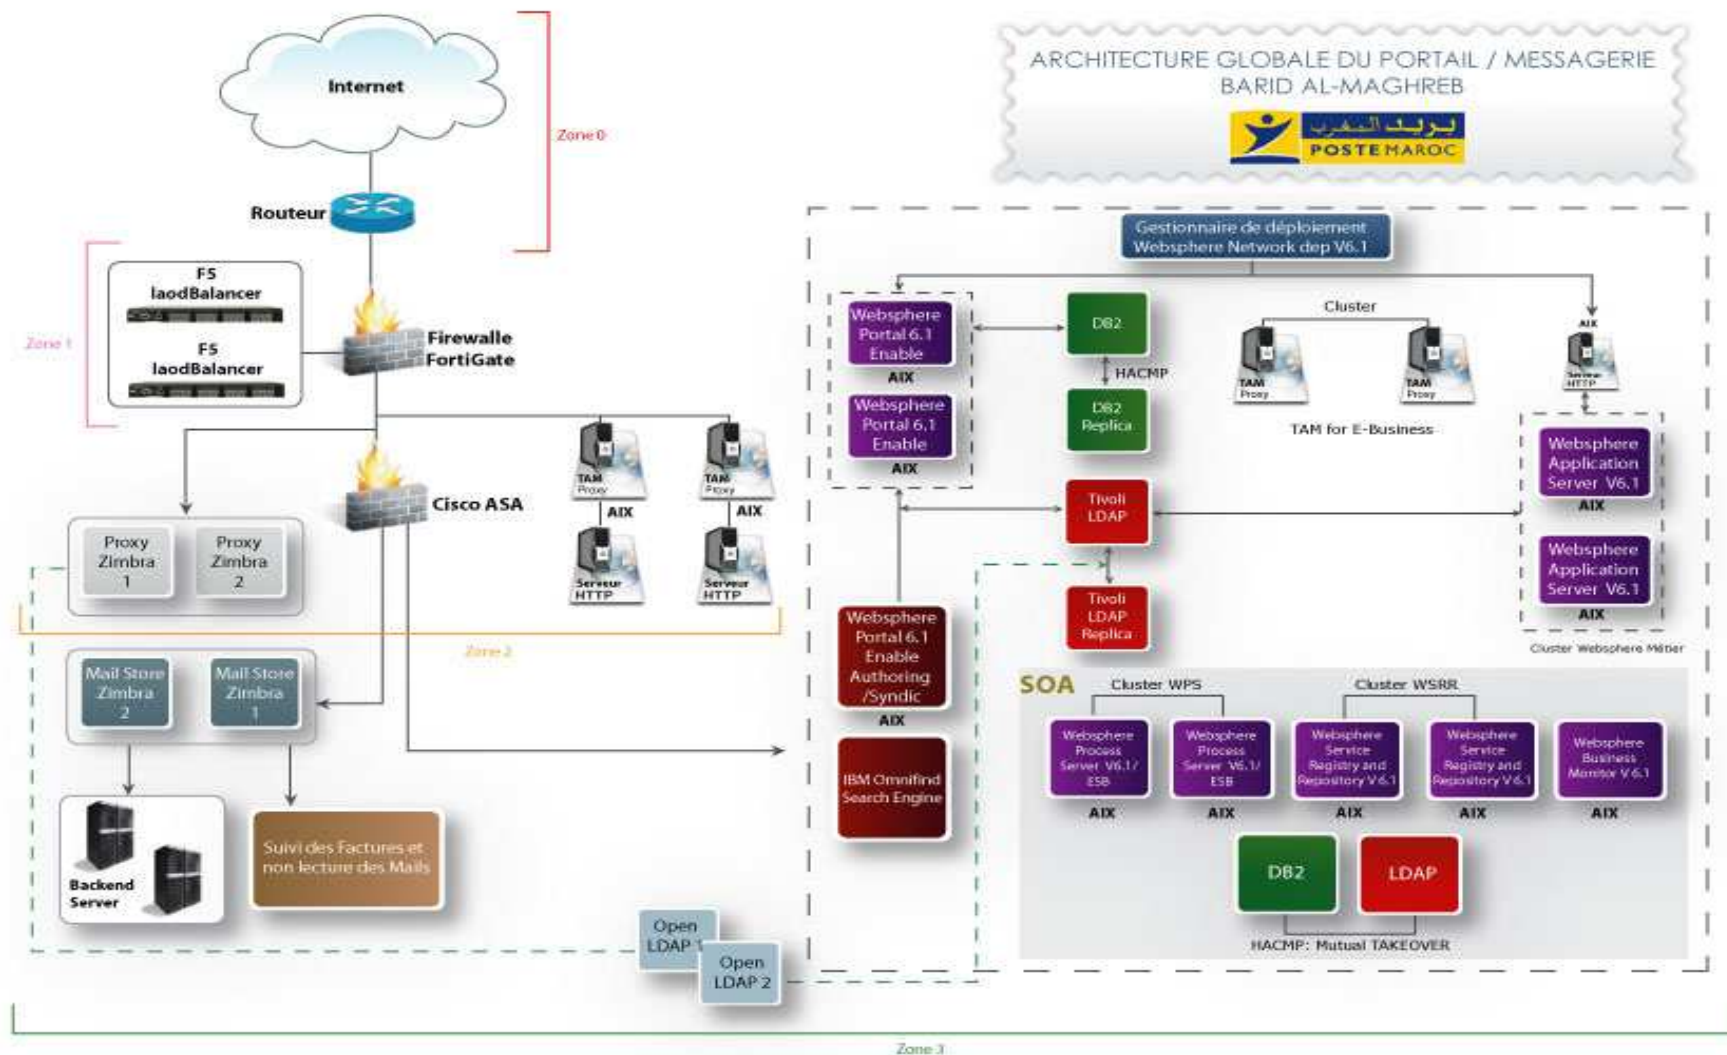 ARCHITECTURE GLOBALE DU PORTAIL / MESSAGERIE
BARID AL-MAGHREB
بريد المغرب
POSTE MAROC
Internet
Zone 0
Routeur
Zone 1
F5
laodBalancer
F5
laodBalancer
Firewalle
FortiGate
Cisco ASA
TAM
Proxy
AIX
Serveur
HTTP
TAM
Proxy
AIX
Serveur
HTTP
Proxy
Zimbra
1
Proxy
Zimbra
2
Zone 2
Mail Store
Zimbra
2
Mail Store
Zimbra
1
Backend
Server
Suivi des Factures et
non lecture des Mails
Open
LDAP 1
Open
LDAP 2
Gestionnaire de déploiement
Websphere Network dep V6.1
Websphere
Portal 6.1
Enable
AIX
Websphere
Portal 6.1
Enable
AIX
DB2
HACMP
DB2
Replica
Cluster
TAM
Proxy
TAM
Proxy
TAM for E-Business
AIX
Serveur
HTTP
Websphere
Application
Server V6.1
AIX
Websphere
Application
Server V6.1
AIX
Cluster Websphere Métier
Tivoli
LDAP
Tivoli
LDAP
Replica
Websphere
Portal 6.1
Enable
Authoring
/Syndic
AIX
IBM Omnifind
Search Engine
SOA
Cluster WPS
Cluster WSRR
Websphere
Process
Server V6.1/
ESB
AIX
Websphere
Process
Server V6.1/
ESB
AIX
Websphere
Service
Registry and
Repository V6.1
AIX
Websphere
Service
Registry and
Repository V6.1
AIX
Websphere
Business
Monitor V 6.1
AIX
DB2
LDAP
HACMP: Mutual TAKEOVER
Zone 3